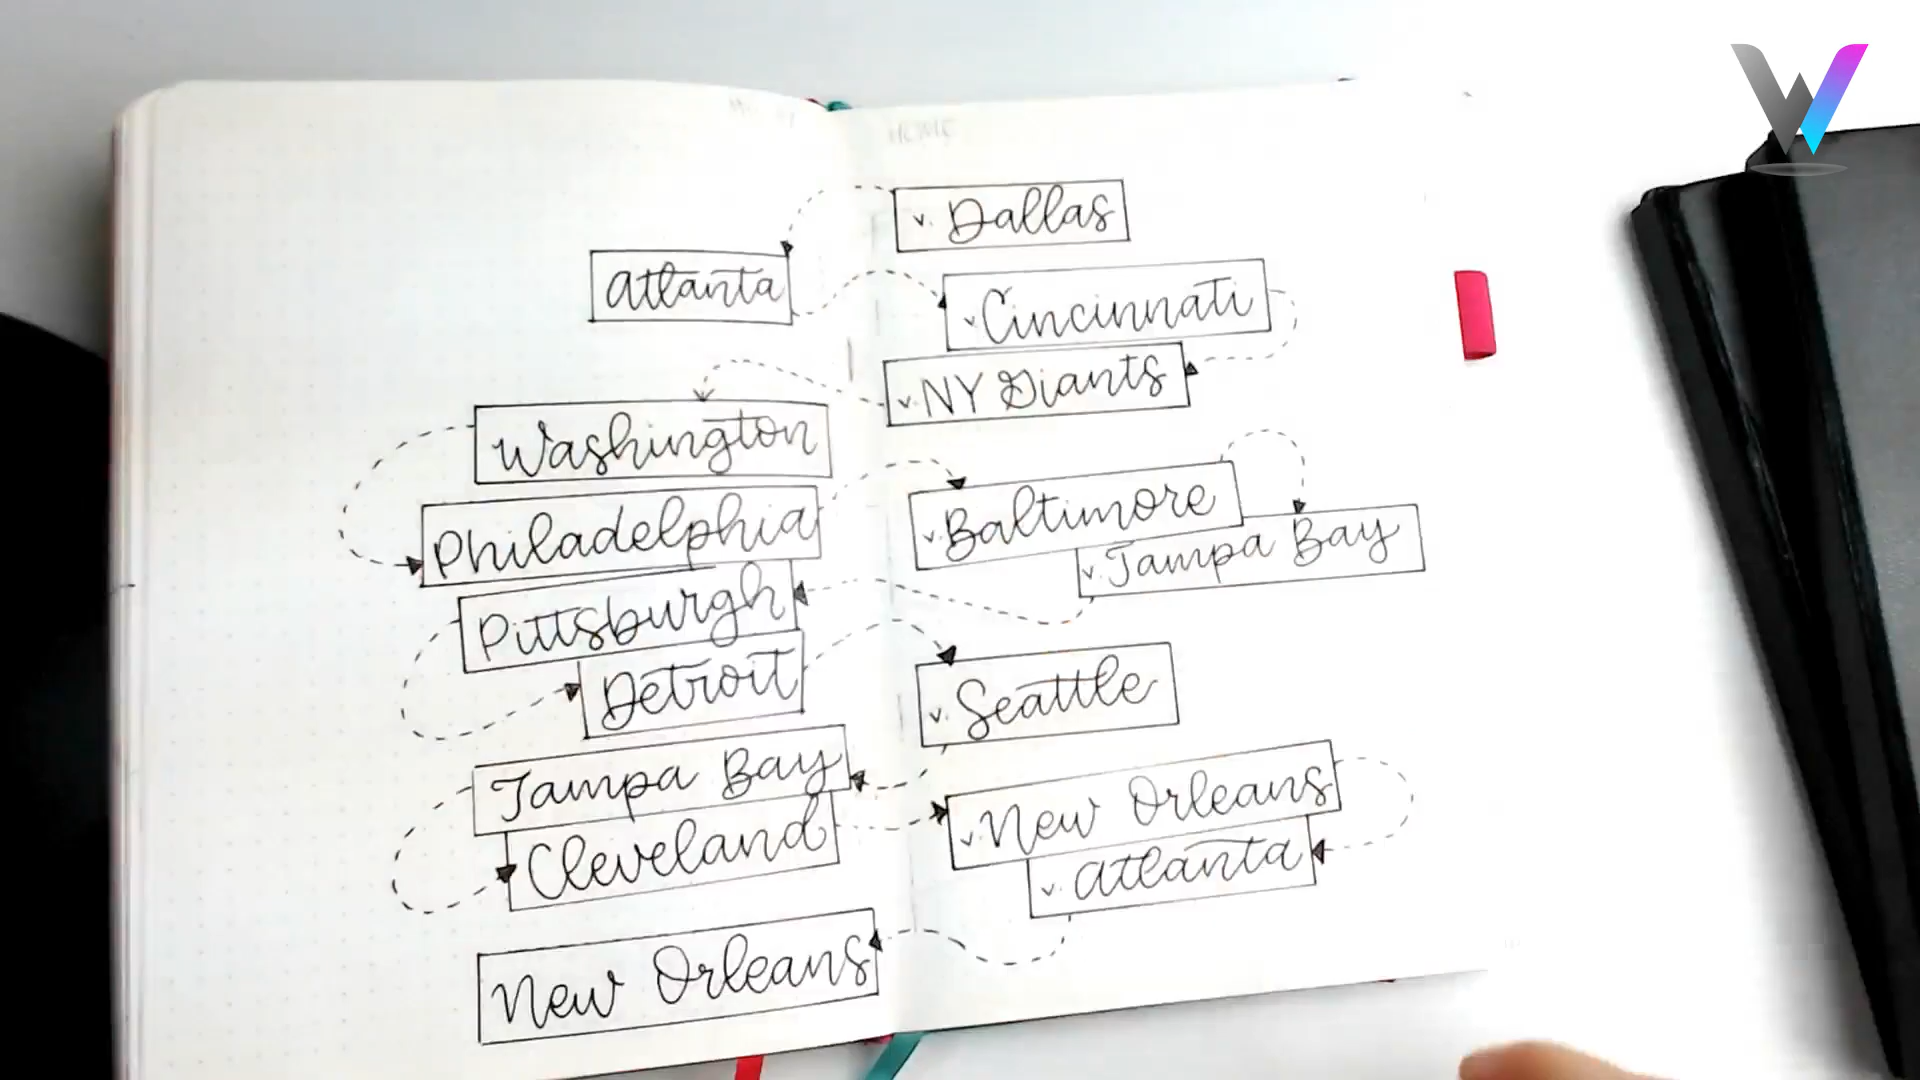 HOME
v. Dallas
Atlanta
v. Cincinnati
v. NY Giants
Washington
Philadelphia
v. Baltimore
v. Tampa Bay
Pittsburgh
Detroit
v. Seattle
Tampa Bay
Cleveland
v. New Orleans
v. Atlanta
New Orleans
W